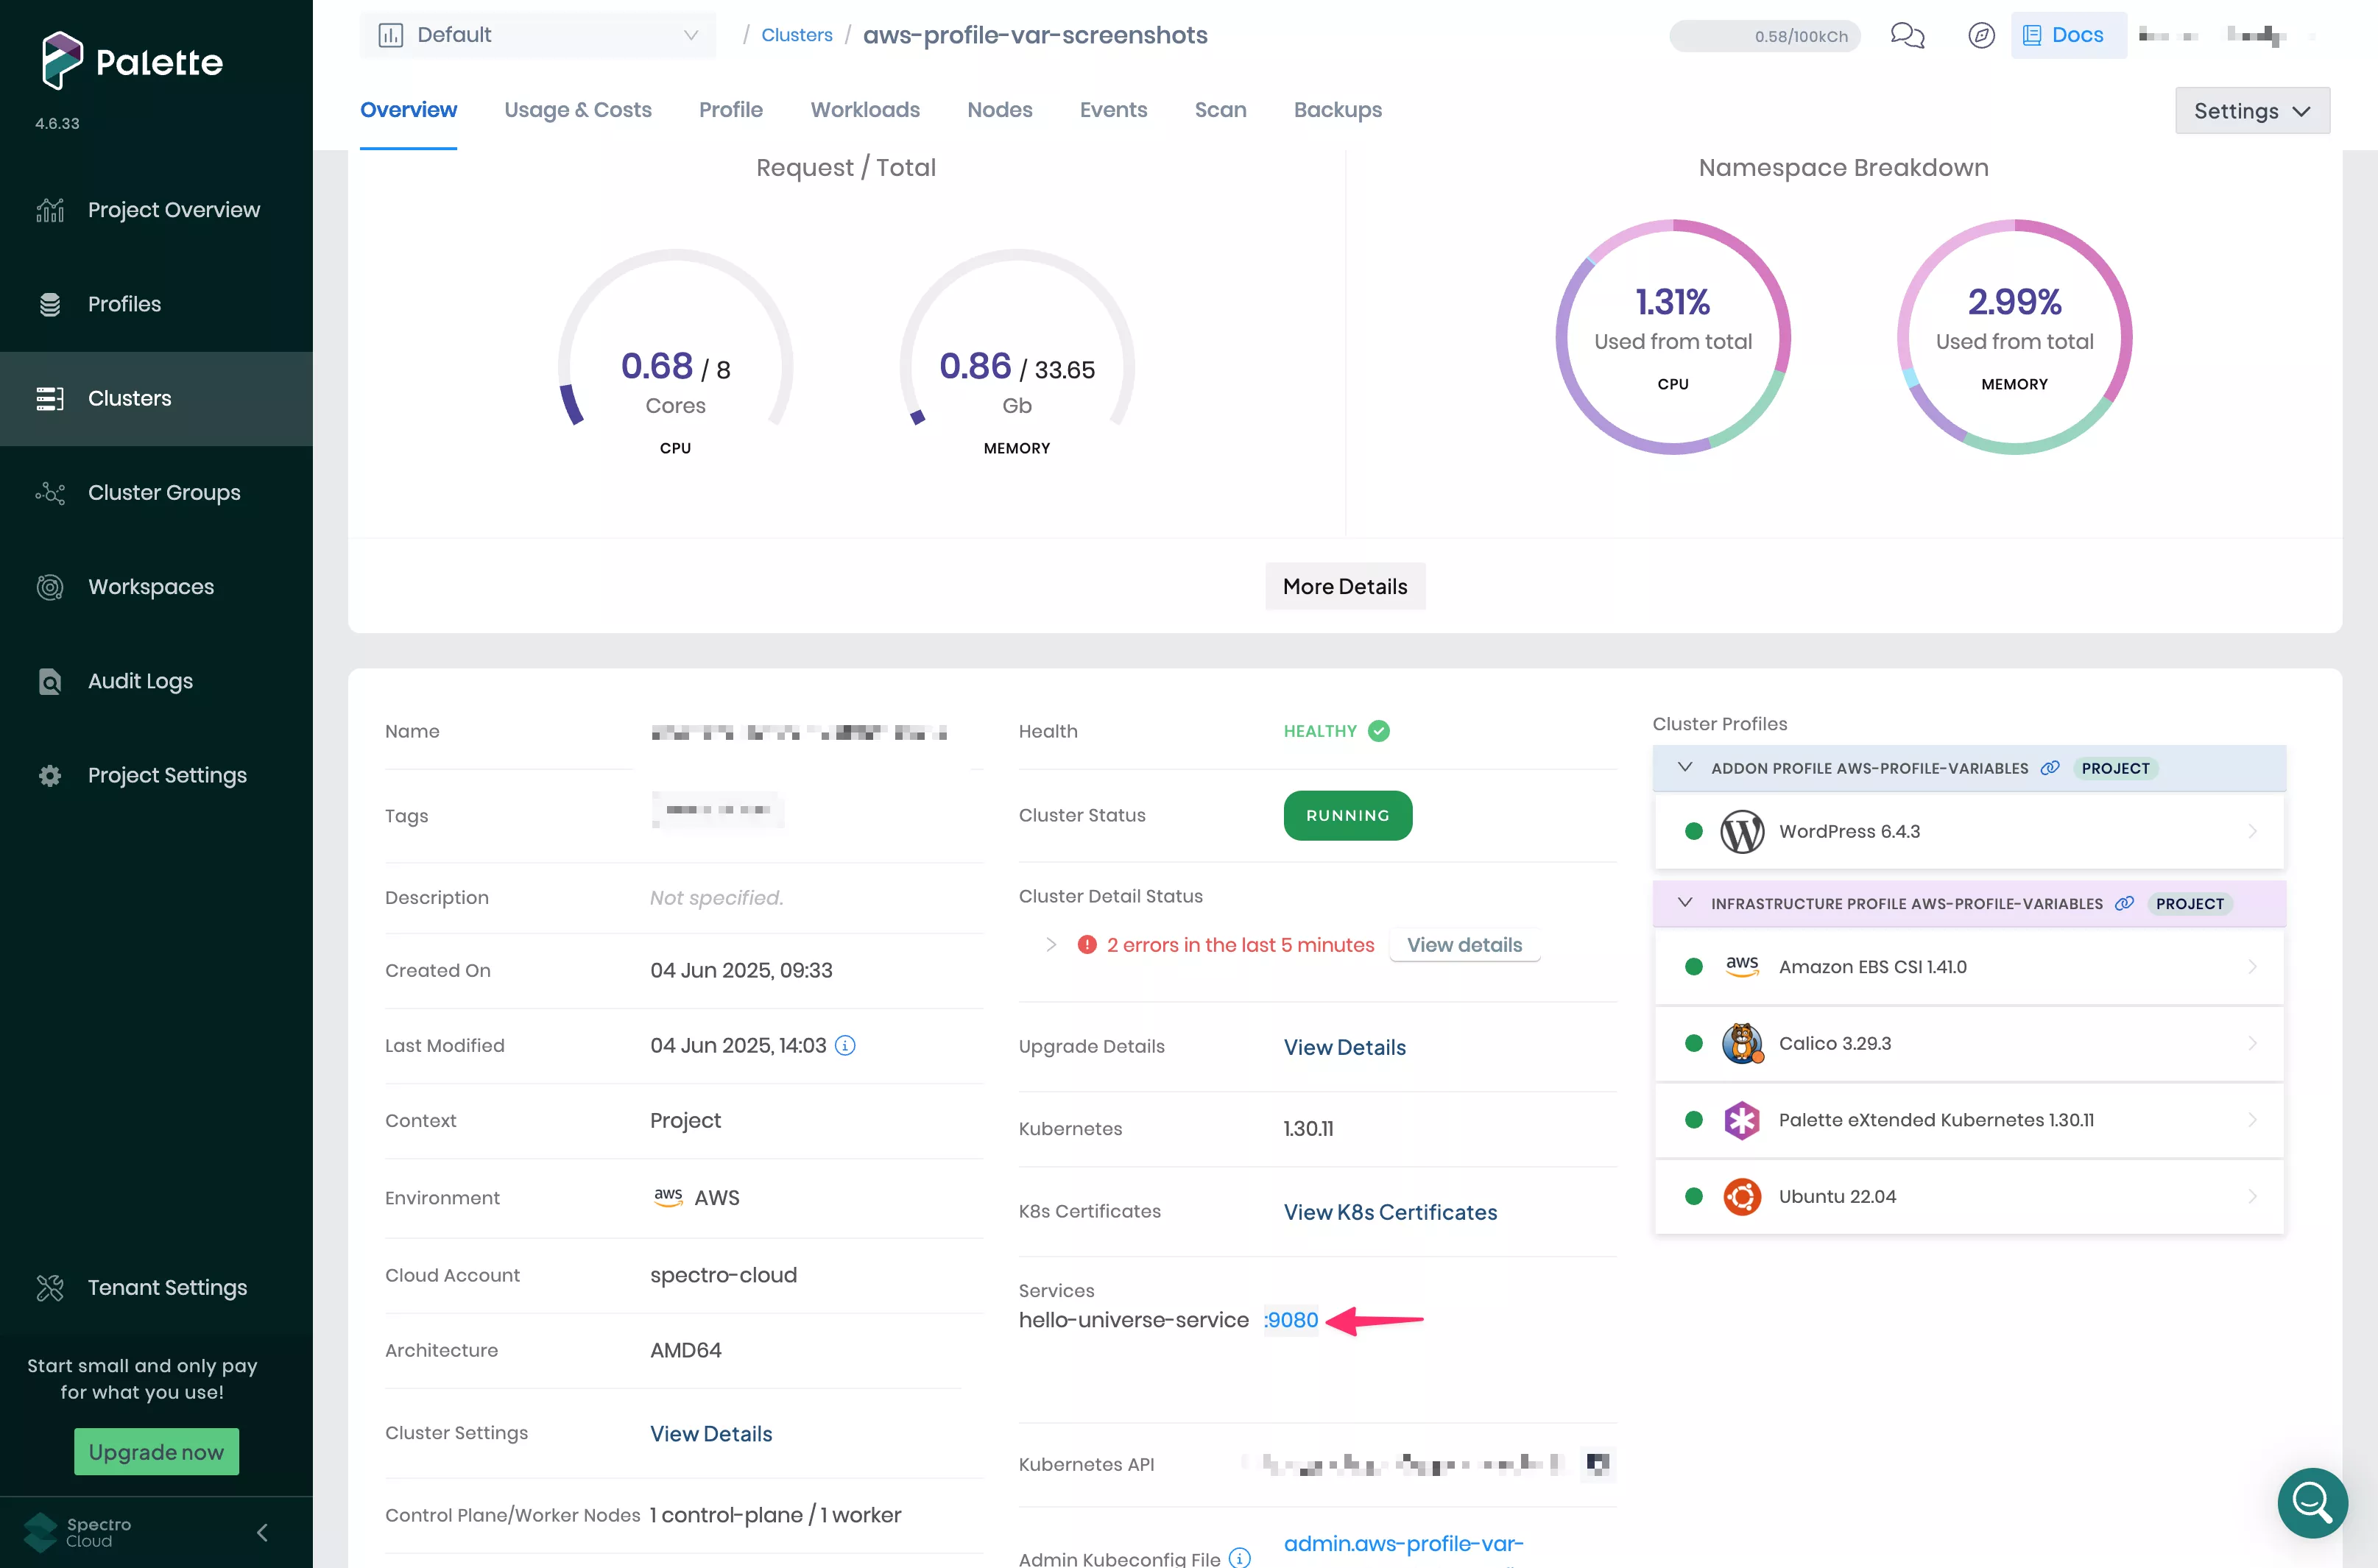 Palette
4.6.33
Project Overview
Profiles
Clusters
Cluster Groups
Workspaces
Audit Logs
Project Settings
Tenant Settings
Start small and only pay
for what you use!
Upgrade now
Spectro
Cloud
Default
/ Clusters / aws-profile-var-screenshots
0.58/100kCh
Docs
Overview
Usage & Costs
Profile
Workloads
Nodes
Events
Scan
Backups
Settings
Request / Total
0.68 / 8
Cores
CPU
0.86 / 33.65
Gb
MEMORY
Namespace Breakdown
1.31%
Used from total
CPU
2.99%
Used from total
MEMORY
More Details
Name
Tags
Description
Not specified.
Created On
04 Jun 2025, 09:33
Last Modified
04 Jun 2025, 14:03
Context
Project
Environment
aws AWS
Cloud Account
spectro-cloud
Architecture
AMD64
Cluster Settings
View Details
Control Plane/Worker Nodes
1 control-plane / 1 worker
Health
HEALTHY
Cluster Status
RUNNING
Cluster Detail Status
2 errors in the last 5 minutes
View details
Upgrade Details
View Details
Kubernetes
1.30.11
K8s Certificates
View K8s Certificates
Services
hello-universe-service :9080
Kubernetes API
Admin Kubeconfig File
admin.aws-profile-var-
Cluster Profiles
ADDON PROFILE AWS-PROFILE-VARIABLES PROJECT
WordPress 6.4.3
INFRASTRUCTURE PROFILE AWS-PROFILE-VARIABLES PROJECT
aws Amazon EBS CSI 1.41.0
Calico 3.29.3
Palette eXtended Kubernetes 1.30.11
Ubuntu 22.04